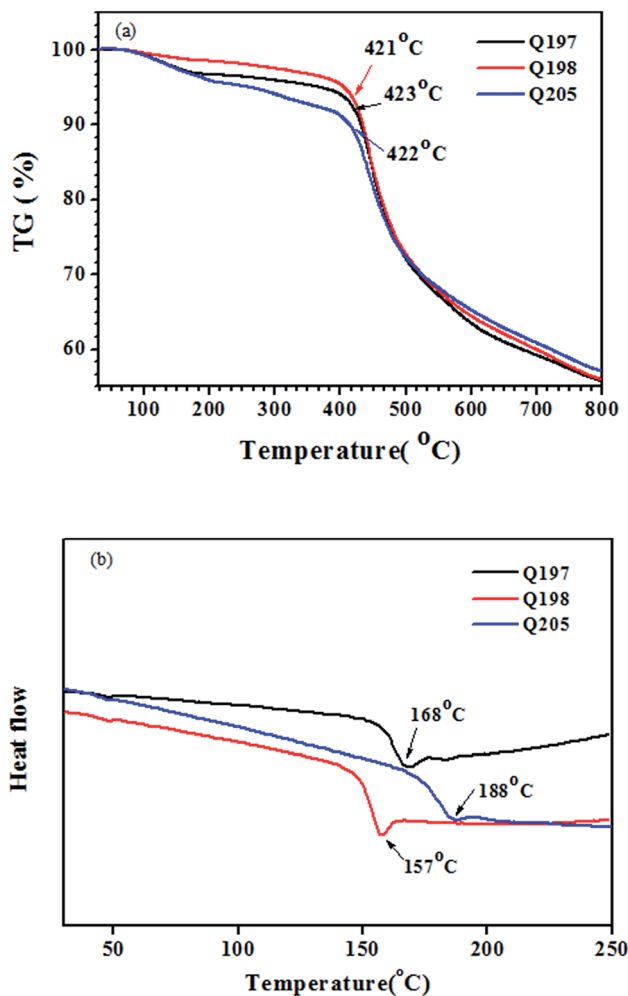 (a)
Q197
Q198
Q205
421°C
423°C
422°C
100
90
80
70
60
TG ( %)
100 200 300 400 500 600 700 800
Temperature( °C)
(b)
Q197
Q198
Q205
168°C
188°C
157°C
Heat flow
50 100 150 200 250
Temperature(°C)